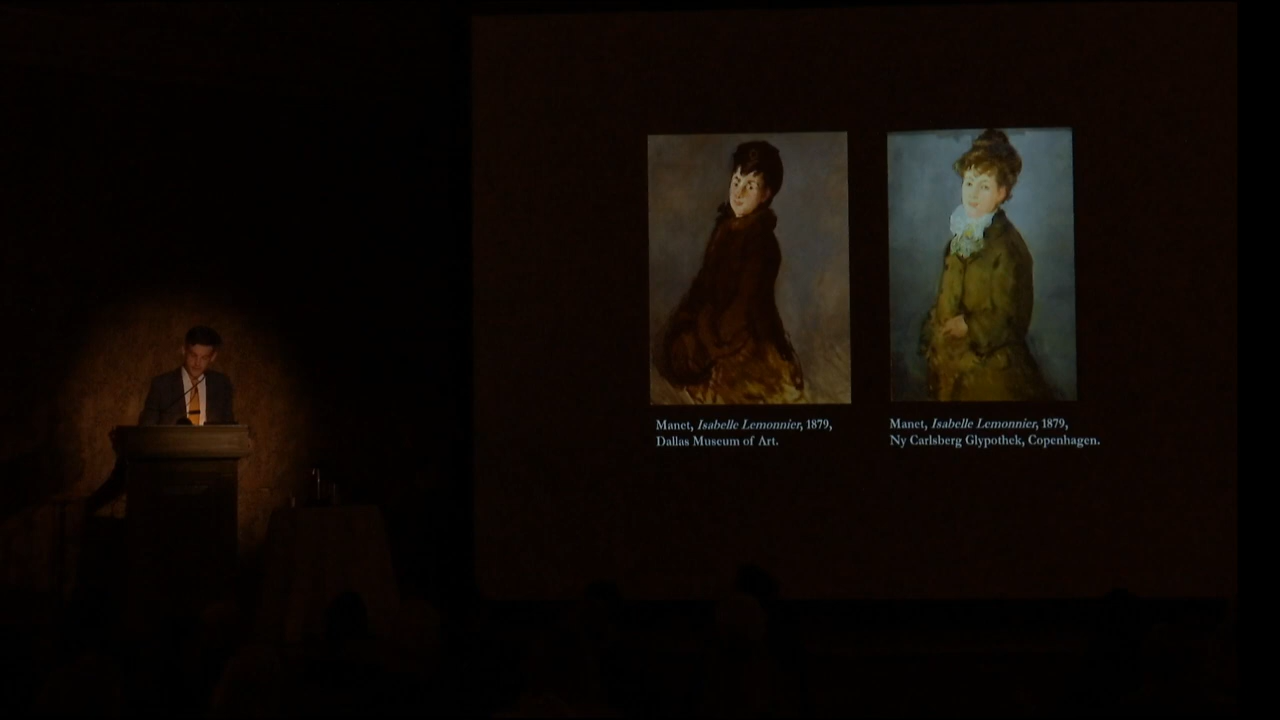 Manet, Isabelle Lemonnier, 1879,
Dallas Museum of Art.
Manet, Isabelle Lemonnier, 1879,
Ny Carlsberg Glypothek, Copenhagen.